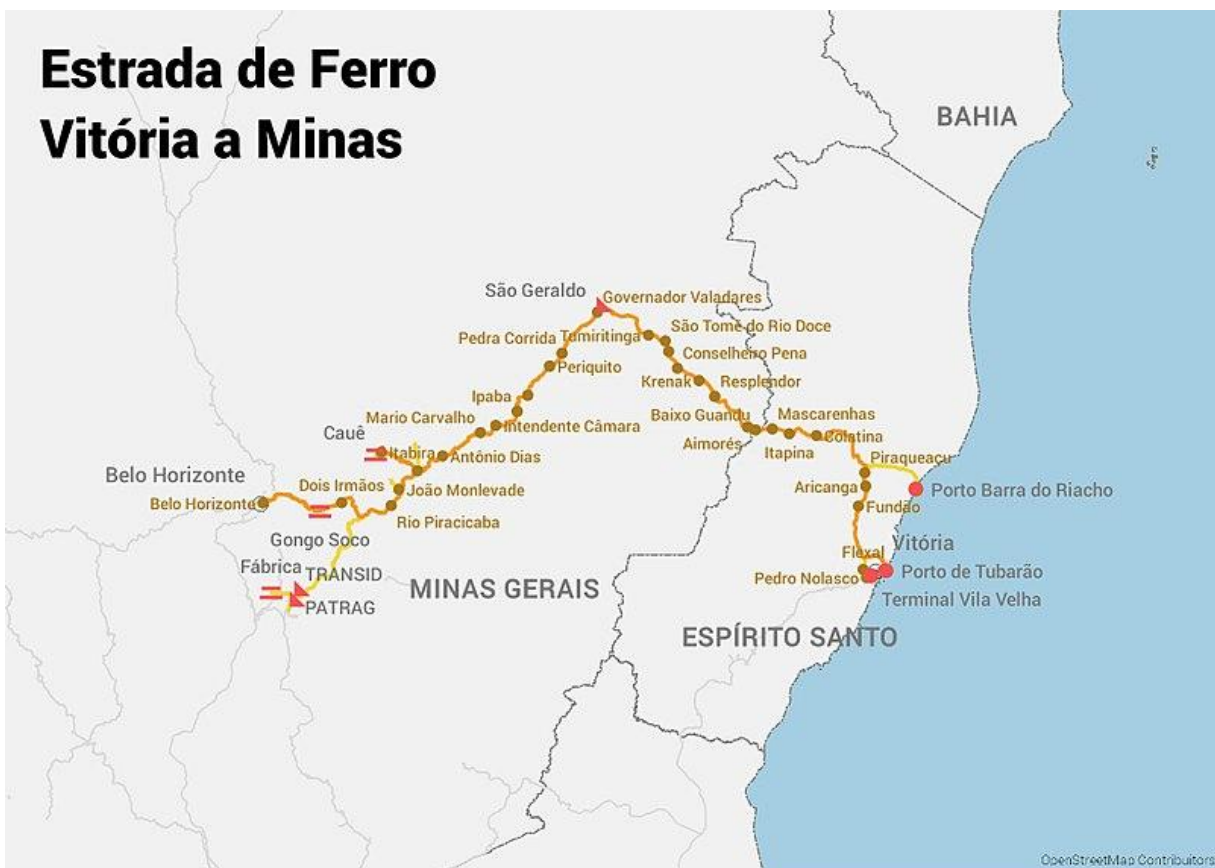 Estrada de Ferro
Vitória a Minas
BAHIA
São Geraldo
Governador Valadares
Pedra Corrida
Tumiritinga
São Tomé do Rio Doce
Conselheiro Pena
Periquito
Krenak
Resplendor
Ipaba
Mario Carvalho
Intendente Câmara
Baixo Guandu
Mascarenhas
Cauê
Aimorés
Itapina
Colatina
Itabira
Antônio Dias
Piraqueaçu
Belo Horizonte
Belo Horizonte
Dois Irmãos
João Monlevade
Aricanga
Porto Barra do Riacho
Rio Piracicaba
Fundão
Gongo Soco
Flexal
Vitória
Fábrica
TRANSID
Pedro Nolasco
Porto de Tubarão
PATRAG
MINAS GERAIS
Terminal Vila Velha
ESPÍRITO SANTO
OpenStreetMap Contributors